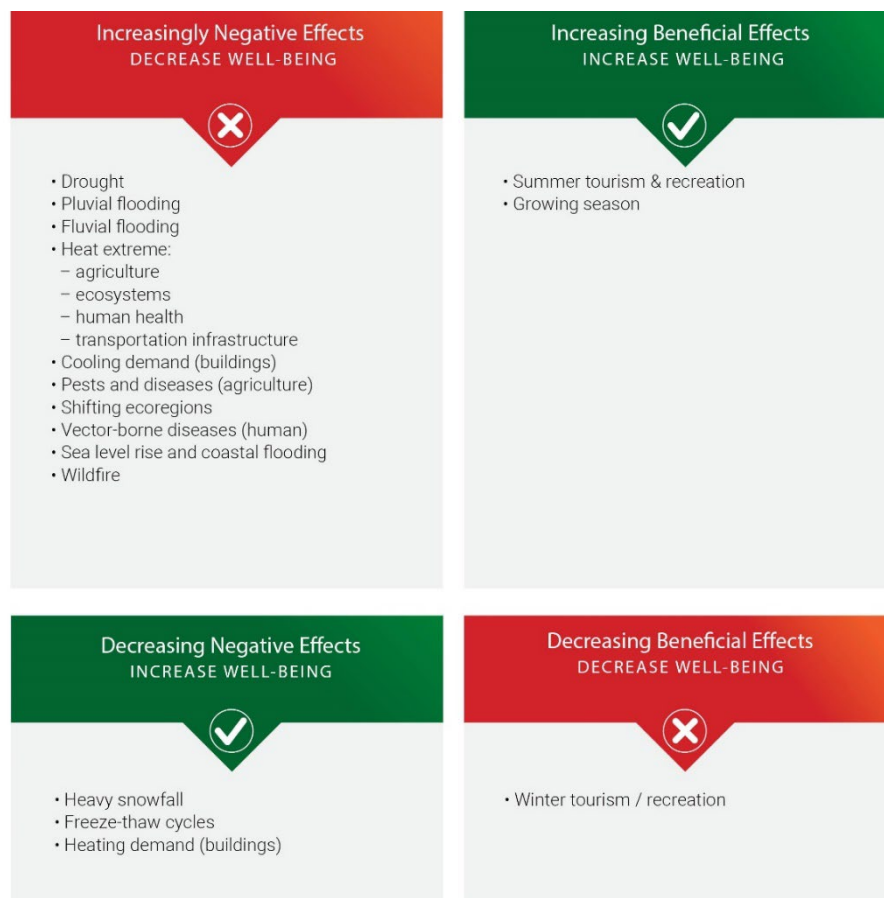 Increasingly Negative Effects
DECREASE WELL-BEING
• Drought
• Pluvial flooding
• Fluvial flooding
• Heat extreme:
– agriculture
– ecosystems
– human health
– transportation infrastructure
• Cooling demand (buildings)
• Pests and diseases (agriculture)
• Shifting ecoregions
• Vector-borne diseases (human)
• Sea level rise and coastal flooding
• Wildfire
Increasing Beneficial Effects
INCREASE WELL-BEING
• Summer tourism & recreation
• Growing season
Decreasing Negative Effects
INCREASE WELL-BEING
• Heavy snowfall
• Freeze-thaw cycles
• Heating demand (buildings)
Decreasing Beneficial Effects
DECREASE WELL-BEING
• Winter tourism / recreation